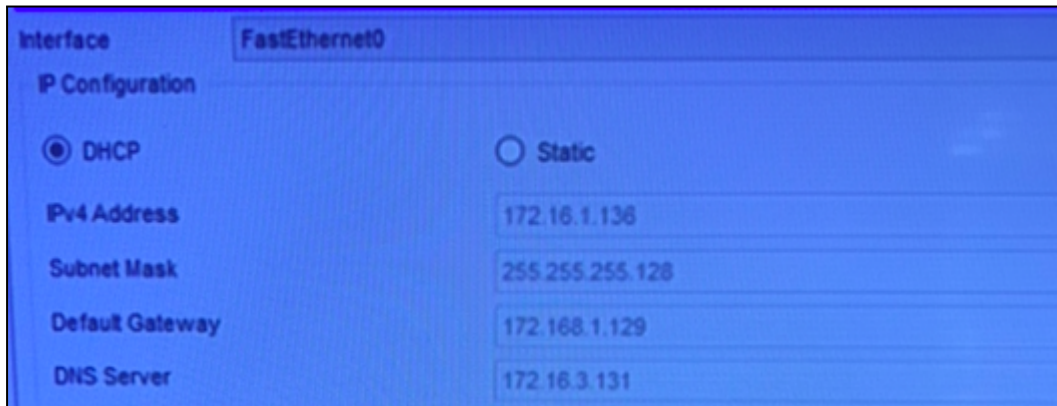 Interface FastEthernet0
IP Configuration
DHCP Static
IPv4 Address 172.16.1.136
Subnet Mask 255.255.255.128
Default Gateway 172.168.1.129
DNS Server 172.16.3.131